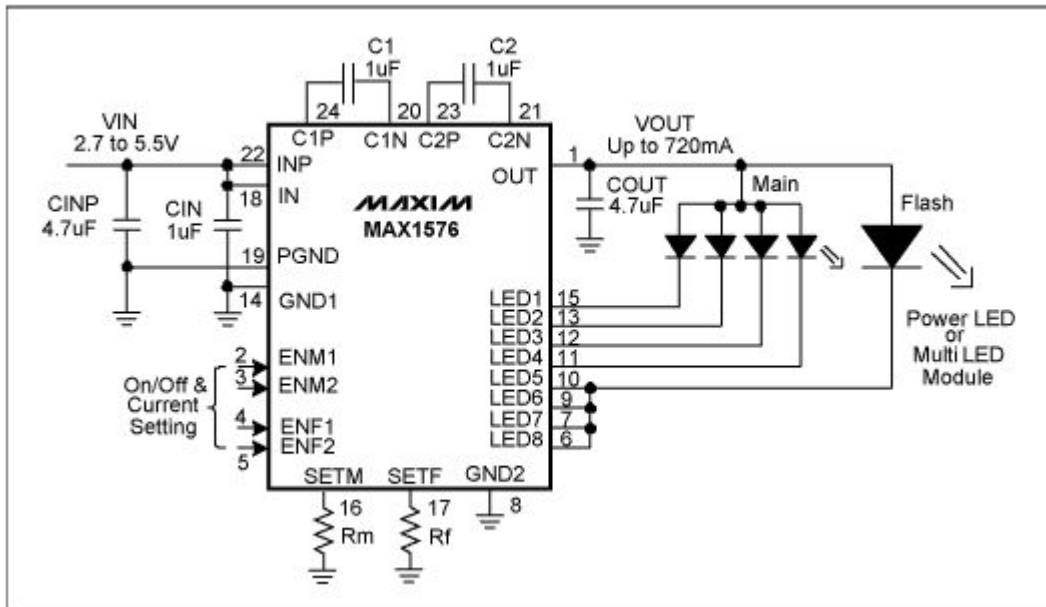 C1
1uF
C2
1uF
24
20
23
21
C1P
C1N
C2P
C2N
VIN
2.7 to 5.5V
22
INP
18
IN
CINP
4.7uF
CIN
1uF
19
PGND
14
GND1
MAXIM
MAX1576
1
OUT
VOUT
Up to 720mA
COUT
4.7uF
Main
Flash
Power LED
or
Multi LED
Module
LED1
15
LED2
13
LED3
12
LED4
11
LED5
10
LED6
9
LED7
7
LED8
6
On/Off &
Current
Setting
2
ENM1
3
ENM2
4
ENF1
5
ENF2
SETM
SETF
GND2
16
Rm
17
Rf
8